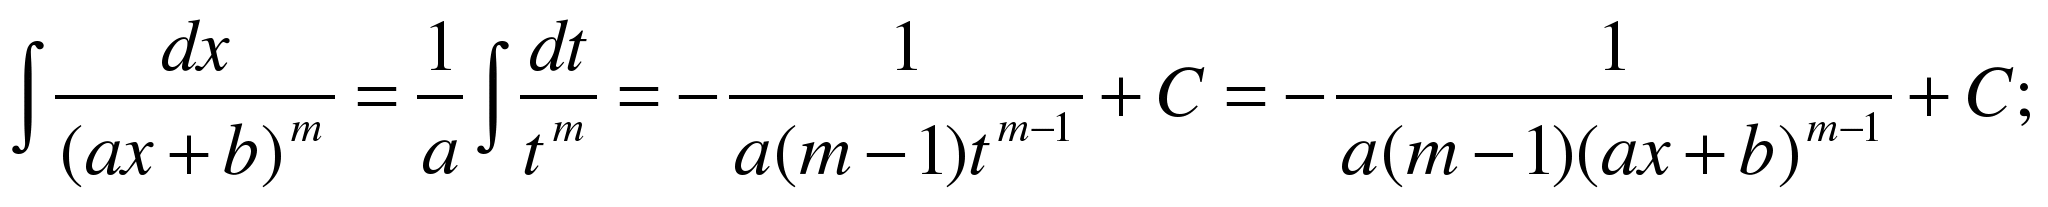 ∫ dx/(ax + b)^m = 1/a ∫ dt/t^m = − 1/(a(m − 1)t^(m−1)) + C = − 1/(a(m − 1)(ax + b)^(m−1)) + C;